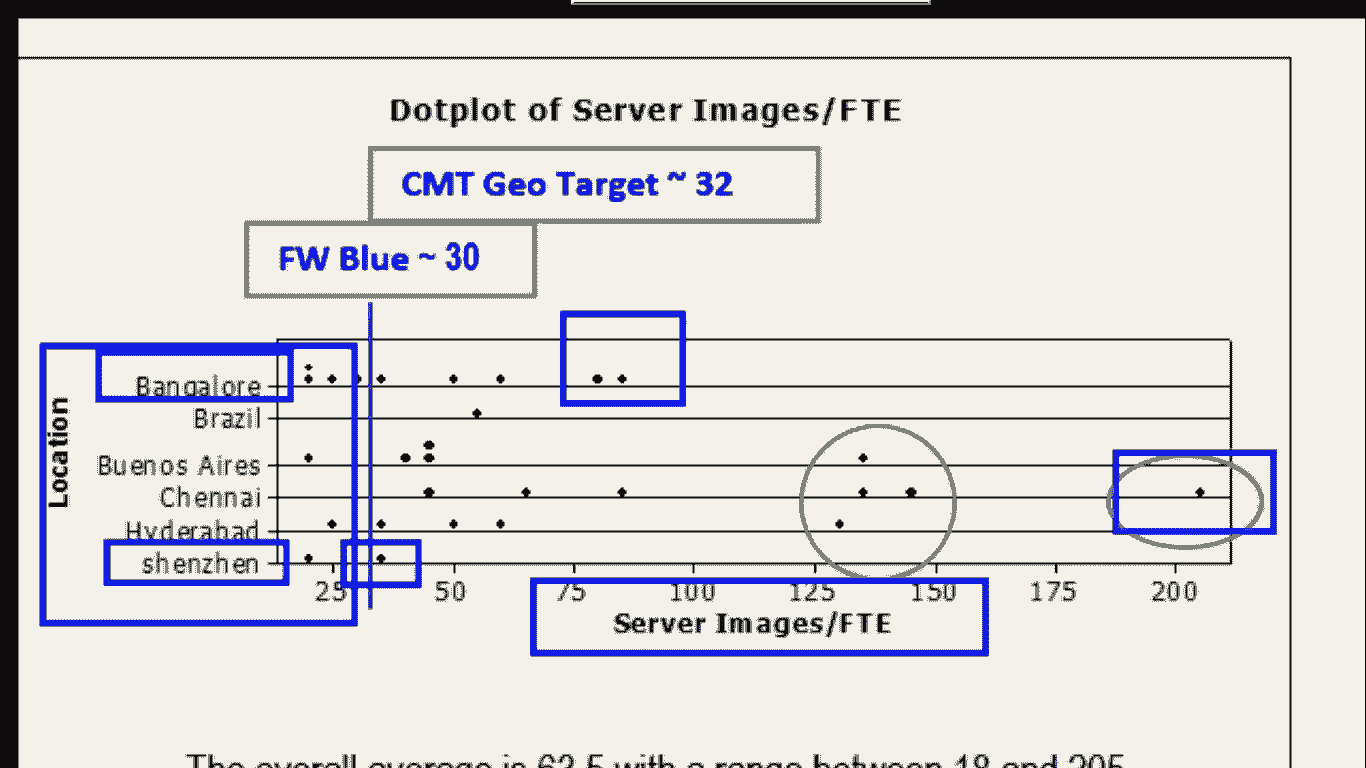 Dotplot of Server Images/FTE
CMT Geo Target ~ 32
FW Blue ~ 30
Location
Bangalore
Brazil
Buenos Aires
Chennai
Hyderabad
shenzhen
25 50 75 100 125 150 175 200
Server Images/FTE
The overall average is 63.5 with a range between 18 and 205